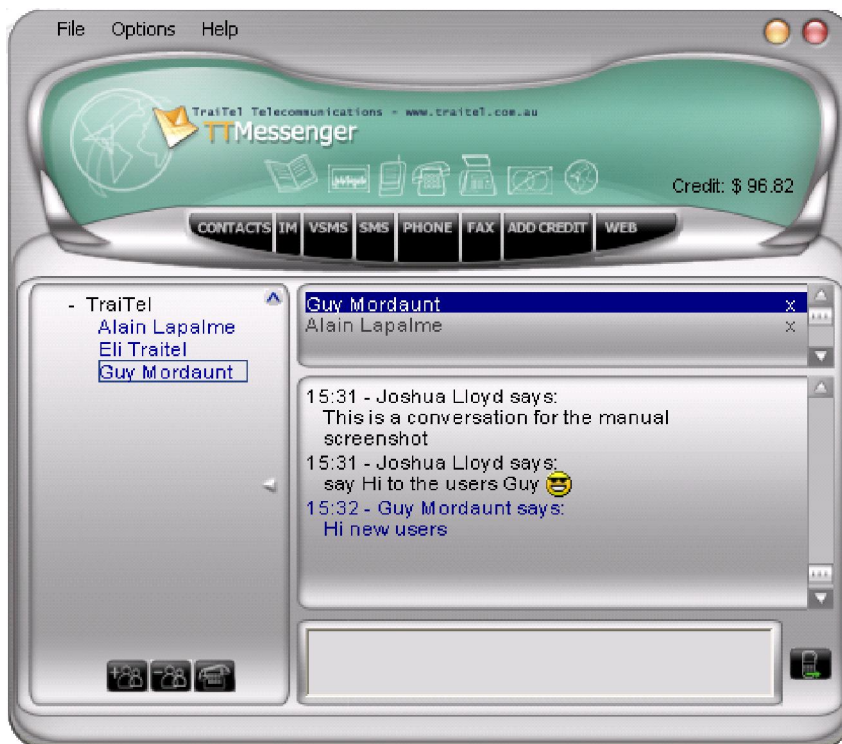 File Options Help
TraiTel Telecommunications - www.traitel.com.au
TTMessenger
Credit: $ 96.82
CONTACTS IM VSMS SMS PHONE FAX ADD CREDIT WEB
- TraiTel
Alain Lapalme
Eli Traitel
Guy Mordaunt
Guy Mordaunt x
Alain Lapalme x
15:31 - Joshua Lloyd says:
This is a conversation for the manual
screenshot
15:31 - Joshua Lloyd says:
say Hi to the users Guy
15:32 - Guy Mordaunt says:
Hi new users